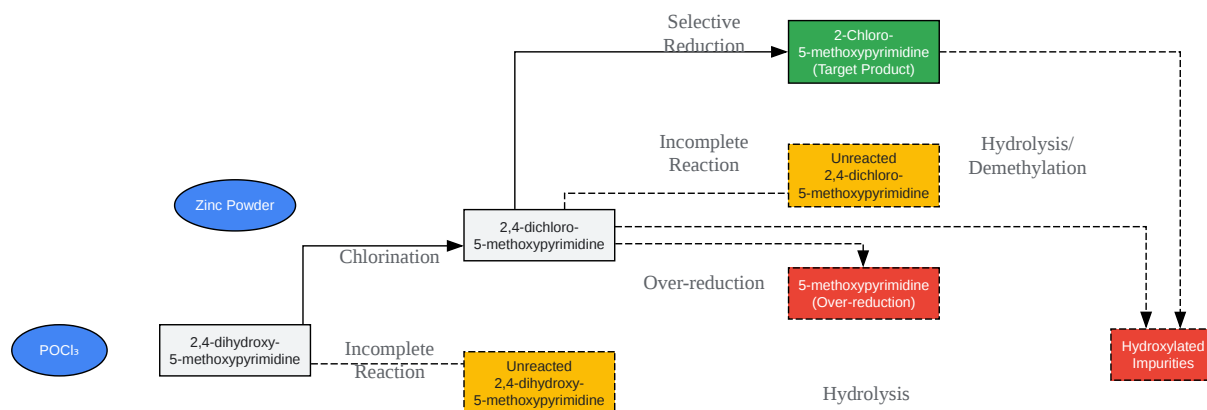 Selective
Reduction
2-Chloro-
5-methoxypyrimidine
(Target Product)
Incomplete
Reaction
Unreacted
2,4-dichloro-
5-methoxypyrimidine
Hydrolysis/
Demethylation
Zinc Powder
2,4-dichloro-
5-methoxypyrimidine
Chlorination
Over-reduction
5-methoxypyrimidine
(Over-reduction)
POCl₃
2,4-dihydroxy-
5-methoxypyrimidine
Incomplete
Reaction
Unreacted
2,4-dihydroxy-
5-methoxypyrimidine
Hydroxylated
Impurities
Hydrolysis